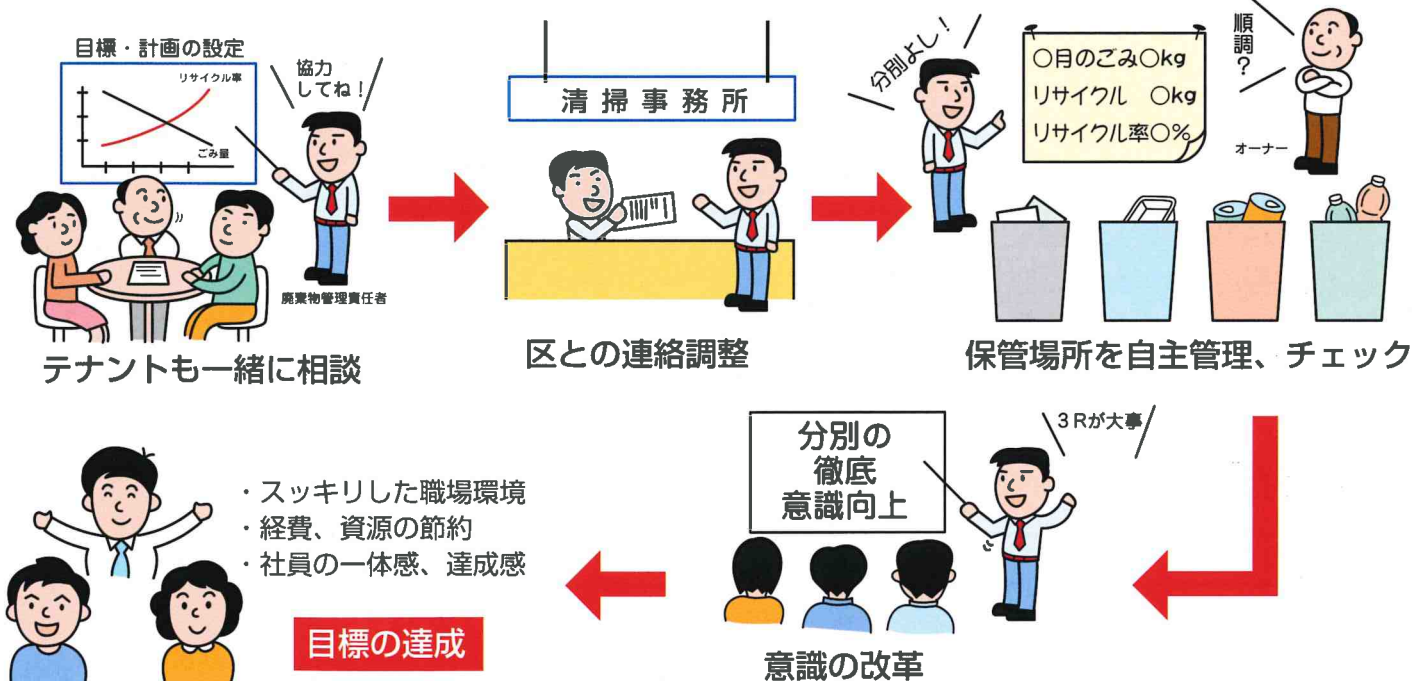 目標・計画の設定
リサイクル率
ごみ量
協力
してね！
廃棄物管理責任者
テナントも一緒に相談
清掃事務所
区との連絡調整
分別よし！
○月のごみ○kg
リサイクル ○kg
リサイクル率○%
順調？
オーナー
保管場所を自主管理、チェック
3Rが大事
分別の
徹底
意識向上
意識の改革
・スッキリした職場環境
・経費、資源の節約
・社員の一体感、達成感
目標の達成